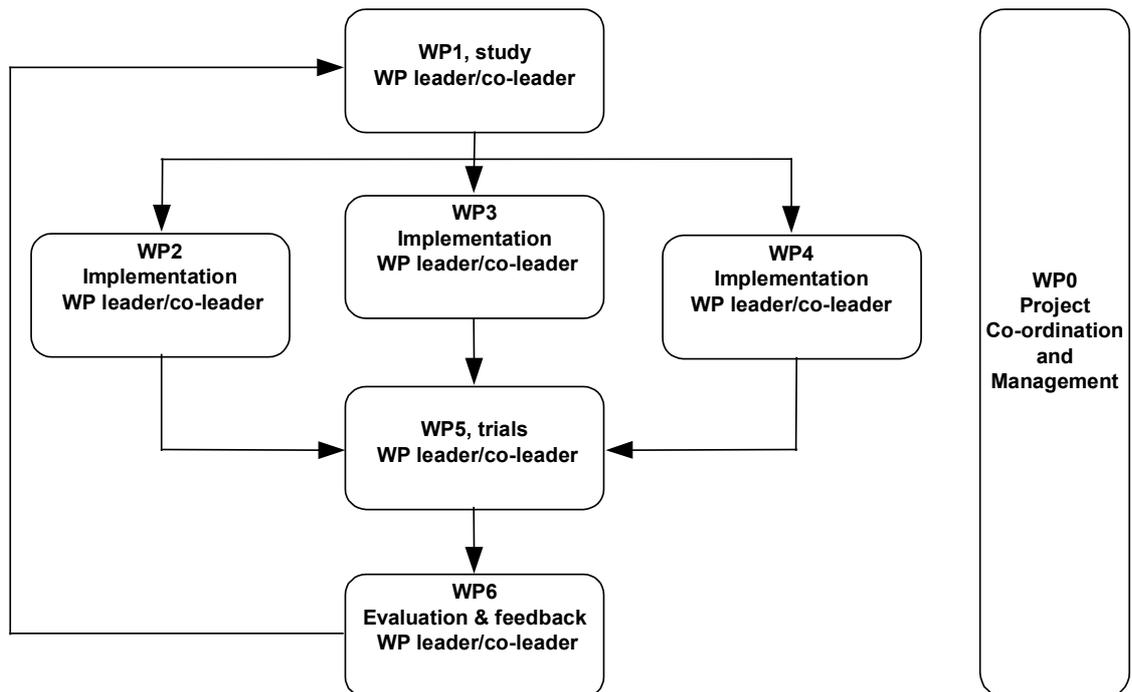 WP1, study
WP leader/co-leader
WP2
Implementation
WP leader/co-leader
WP3
Implementation
WP leader/co-leader
WP4
Implementation
WP leader/co-leader
WP5, trials
WP leader/co-leader
WP6
Evaluation & feedback
WP leader/co-leader
WP0
Project
Co-ordination
and
Management